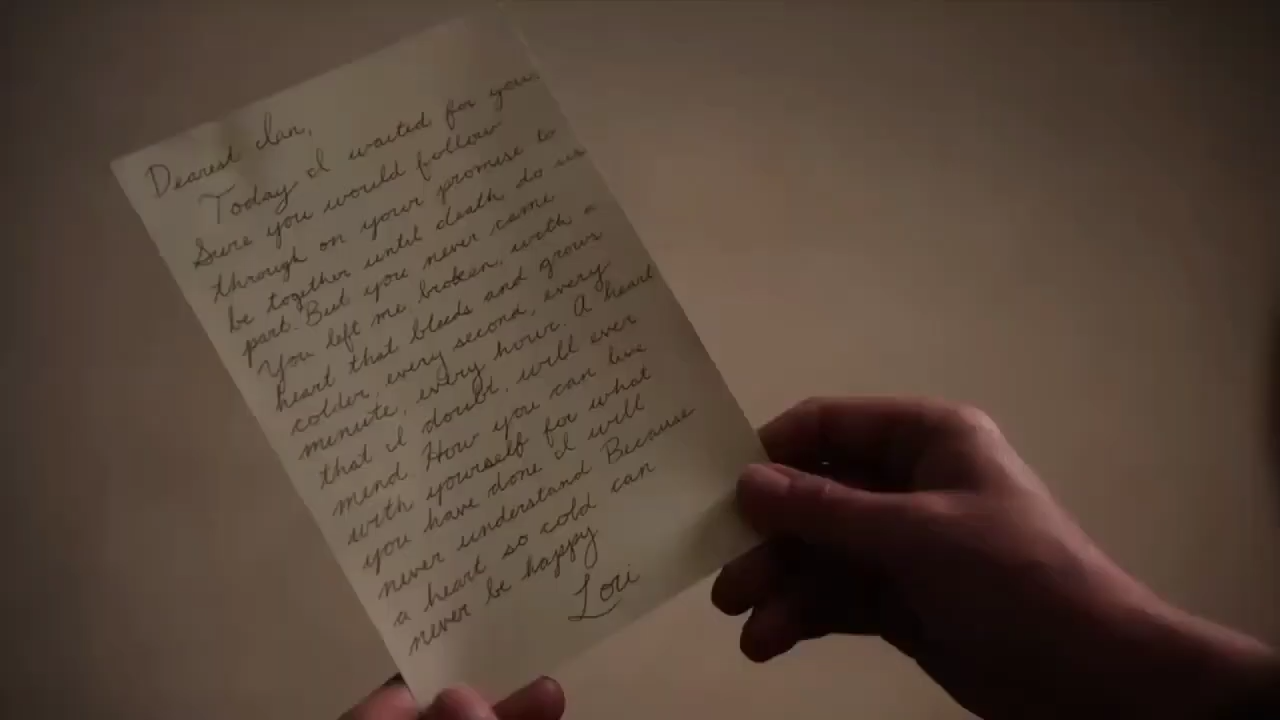 Dearest Ian,
Today I waited for you.
Sure you would follow
through on your promise to
be together until death do us
part. But you never came
You left me broken, with a
heart that bleeds and grows
colder, every second, every
minute, every hour. A heart
that I doubt, will ever
mend. How you can live
with yourself for what
you have done I will
never understand Because
a heart so cold can
never be happy
Lori